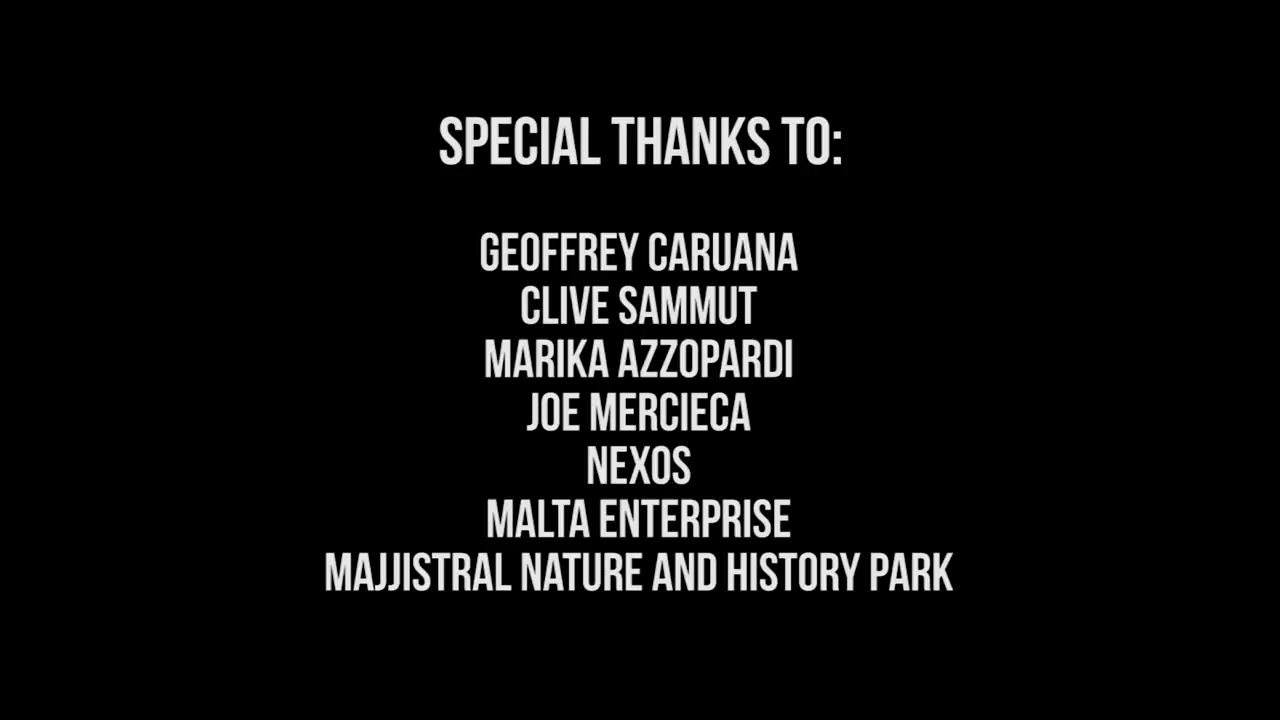 SPECIAL THANKS TO:
GEOFFREY CARUANA
CLIVE SAMMUT
MARIKA AZZOPARDI
JOE MERCIECA
NEXOS
MALTA ENTERPRISE
MAJJISTRAL NATURE AND HISTORY PARK